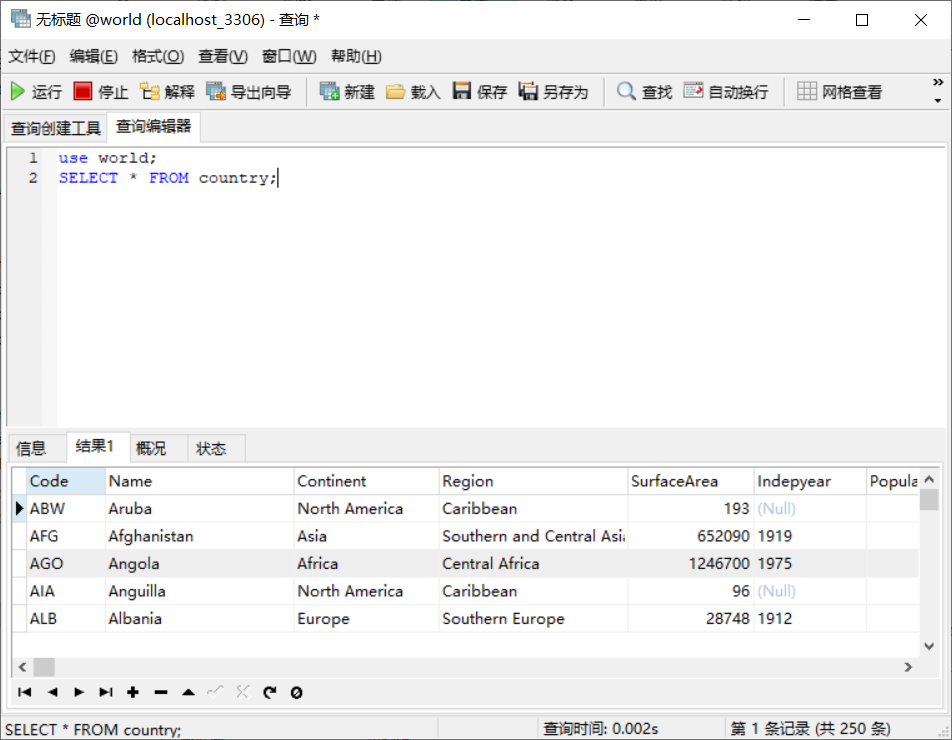 无标题 @world (localhost_3306) - 查询 *
文件(F) 编辑(E) 格式(O) 查看(V) 窗口(W) 帮助(H)
运行 停止 解释 导出向导 新建 载入 保存 另存为 查找 自动换行 网格查看 »
查询创建工具 查询编辑器
1 use world;
2 SELECT * FROM country;
信息 结果1 概况 状态
Code Name Continent Region SurfaceArea Indepyear Popula
ABW Aruba North America Caribbean 193 (Null)
AFG Afghanistan Asia Southern and Central Asia 652090 1919
AGO Angola Africa Central Africa 1246700 1975
AIA Anguilla North America Caribbean 96 (Null)
ALB Albania Europe Southern Europe 28748 1912
SELECT * FROM country; 查询时间: 0.002s 第 1 条记录 (共 250 条)